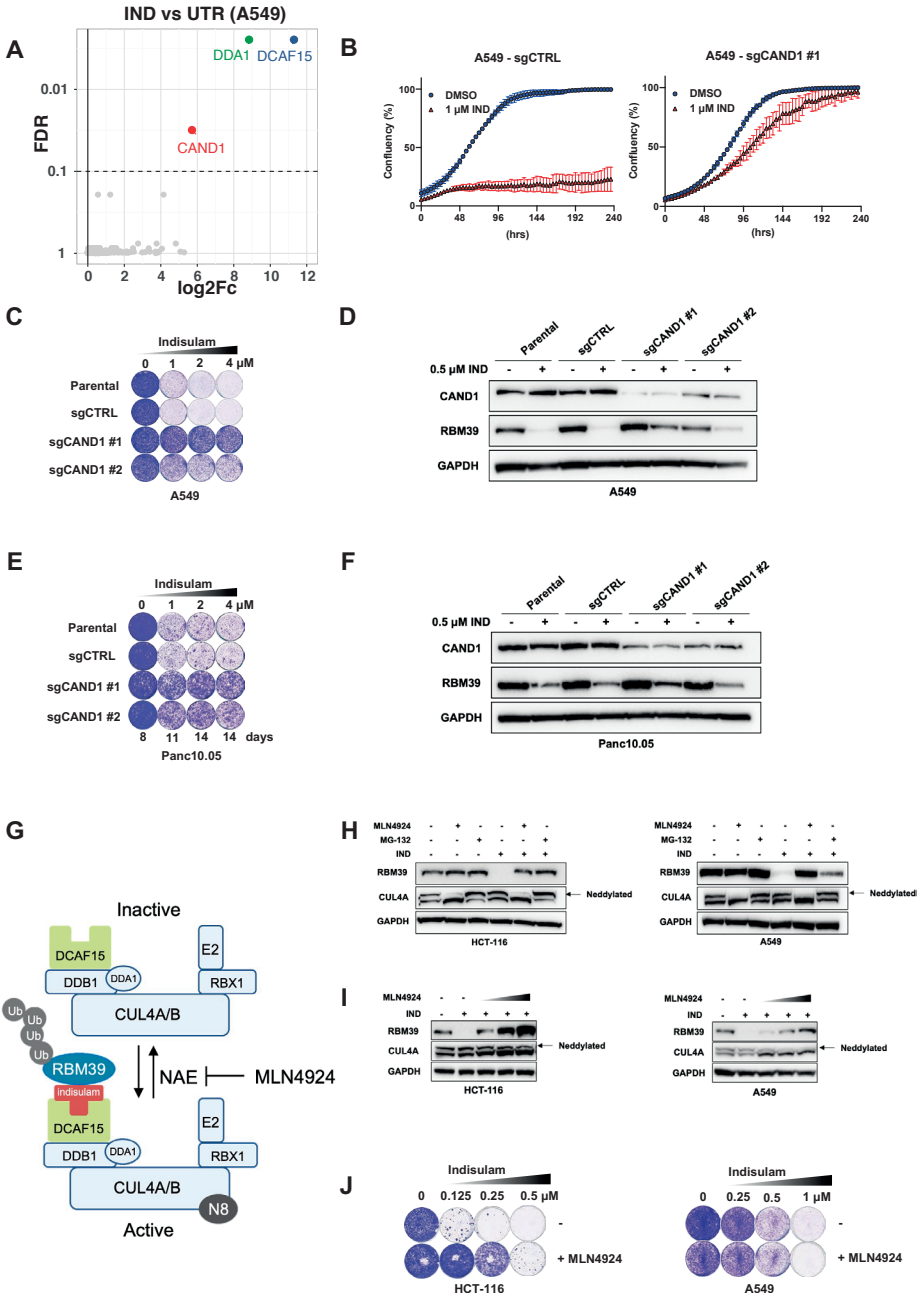 A
IND vs UTR (A549)
DDA1
DCAF15
CAND1
FDR
0.01
0.1
1
0 2 4 6 8 10 12
log2Fc
B
A549 - sgCTRL
DMSO
1 µM IND
Confluency (%)
100
50
0
0 48 96 144 192 240
(hrs)
A549 - sgCAND1 #1
DMSO
1 µM IND
Confluency (%)
100
50
0
0 48 96 144 192 240
(hrs)
C
Indisulam
0 1 2 4 µM
Parental
sgCTRL
sgCAND1 #1
sgCAND1 #2
A549
D
Parental sgCTRL sgCAND1 #1 sgCAND1 #2
0.5 µM IND - + - + - + - +
CAND1
RBM39
GAPDH
A549
E
Indisulam
0 1 2 4 µM
Parental
sgCTRL
sgCAND1 #1
sgCAND1 #2
8 11 14 14 days
Panc10.05
F
Parental sgCTRL sgCAND1 #1 sgCAND1 #2
0.5 µM IND - + - + - + - +
CAND1
RBM39
GAPDH
Panc10.05
G
Inactive
DCAF15
DDB1
DDA1
E2
RBX1
CUL4A/B
Ub
Ub
Ub
Ub
RBM39
indisulam
NAE
MLN4924
DCAF15
DDB1
DDA1
E2
RBX1
CUL4A/B
N8
Active
H
MLN4924 - + - - + -
MG-132 - - + - - +
IND - - - + + +
RBM39
CUL4A
Neddylated
GAPDH
HCT-116
MLN4924 - + - - + -
MG-132 - - + - - +
IND - - - + + +
RBM39
CUL4A
Neddylated
GAPDH
A549
I
MLN4924 - -
IND - + + + +
RBM39
CUL4A
Neddylated
GAPDH
HCT-116
MLN4924 - -
IND - + + + +
RBM39
CUL4A
Neddylated
GAPDH
A549
J
Indisulam
0 0.125 0.25 0.5 µM
-
+ MLN4924
HCT-116
Indisulam
0 0.25 0.5 1 µM
-
+ MLN4924
A549